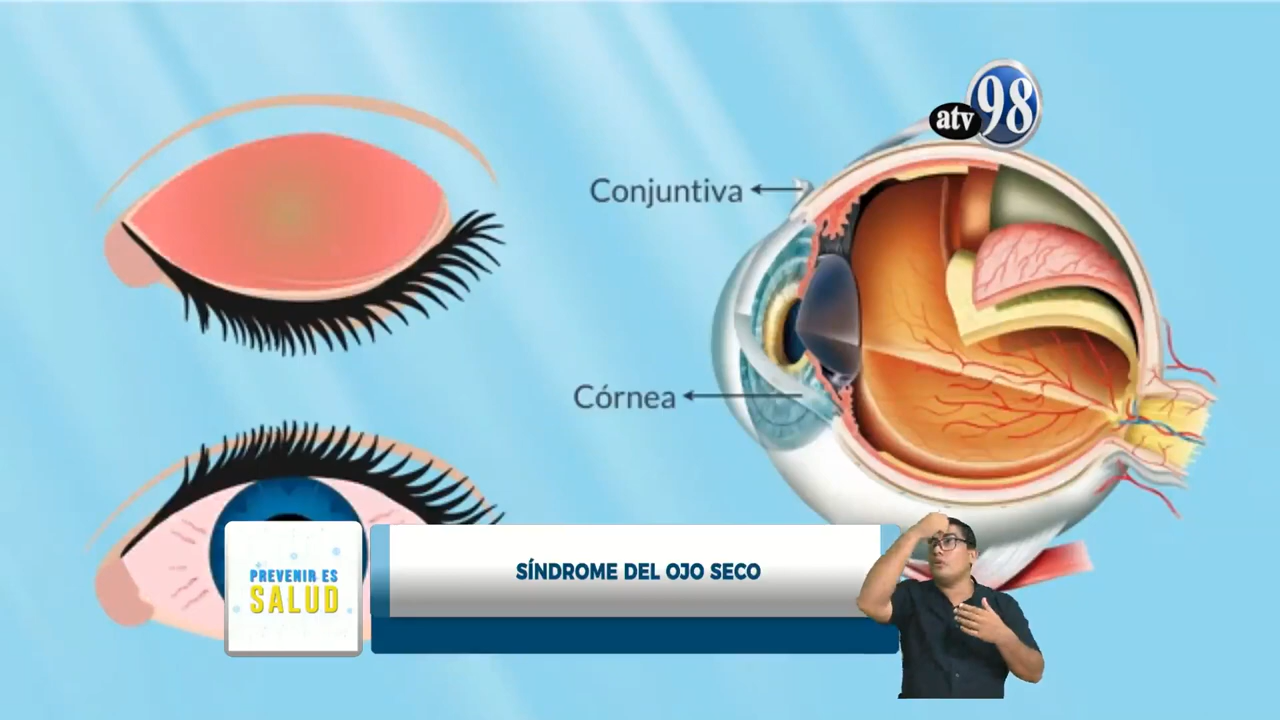 atv 98
Conjuntiva
Córnea
PREVENIR ES
SALUD
SÍNDROME DEL OJO SECO